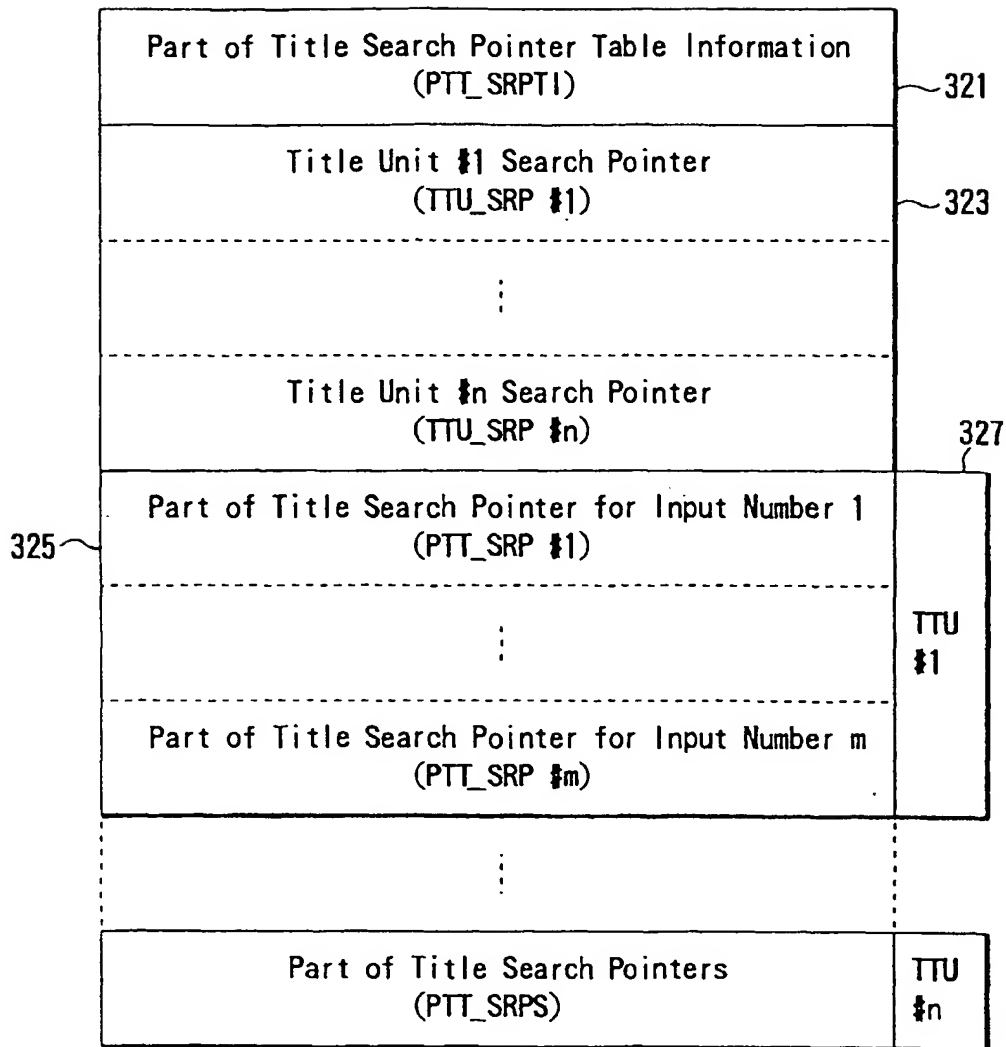 Part of Title Search Pointer Table Information
(PTT_SRPTI)
321
Title Unit #1 Search Pointer
(TTU_SRP #1)
323
Title Unit #n Search Pointer
(TTU_SRP #n)
327
Part of Title Search Pointer for Input Number 1
(PTT_SRP #1)
325
TTU
#1
Part of Title Search Pointer for Input Number m
(PTT_SRP #m)
Part of Title Search Pointers
(PTT_SRPS)
TTU
#n